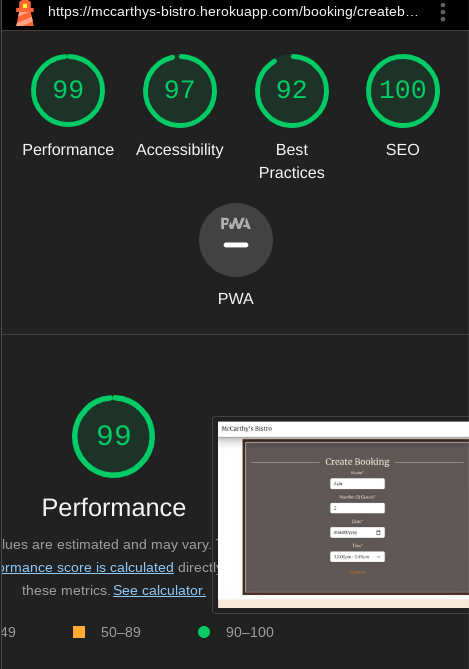 https://mccarthys-bistro.herokuapp.com/booking/createb...
99
97
92
100
Performance
Accessibility
Best
Practices
SEO
PWA
PWA
99
Performance
lues are estimated and may vary. T
ormance score is calculated directly
these metrics. See calculator.
49
50–89
90–100
McCarthy's Bistro
Create Booking
Name*
Number Of Guests*
2
Date*
mm/dd/yyyy
Time*
12:00pm - 1:45pm